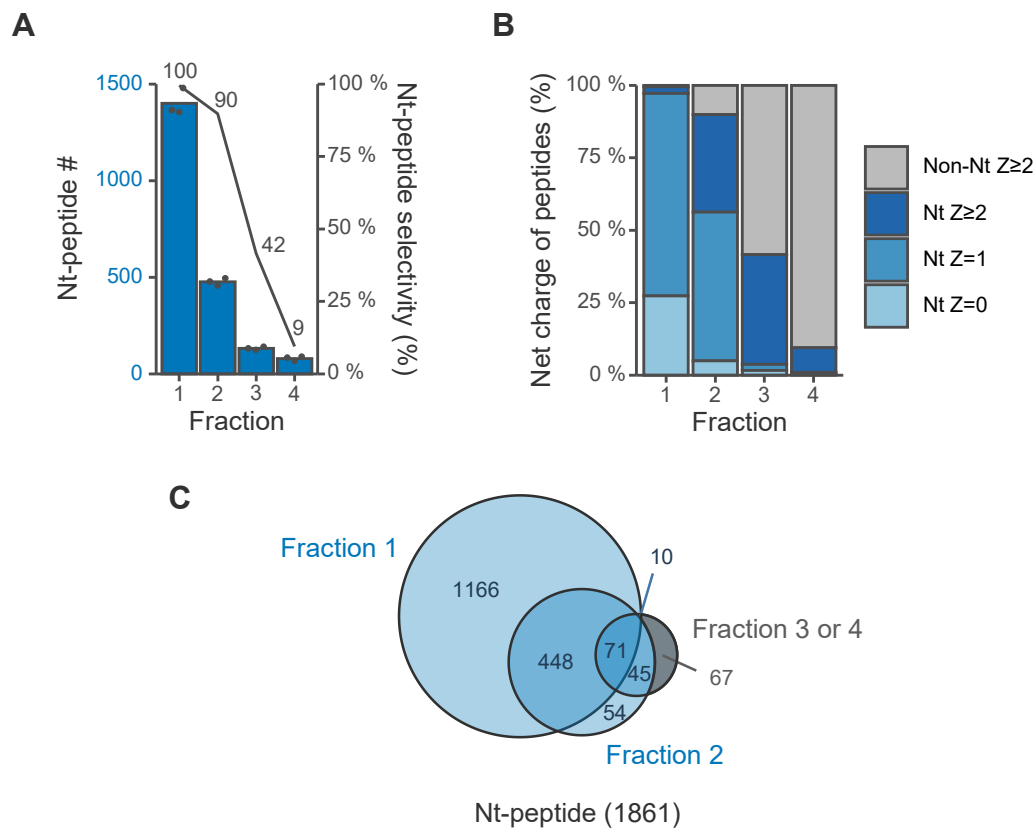 A
B
1500
1000
500
0
Nt-peptide #
100
90
42
9
100 %
75 %
50 %
25 %
0 %
Nt-peptide selectivity (%)
1 2 3 4
Fraction
Net charge of peptides (%)
100 %
75 %
50 %
25 %
0 %
1 2 3 4
Fraction
Non-Nt Z≥2
Nt Z≥2
Nt Z=1
Nt Z=0
C
Fraction 1
1166
10
Fraction 3 or 4
448
71
45
67
54
Fraction 2
Nt-peptide (1861)